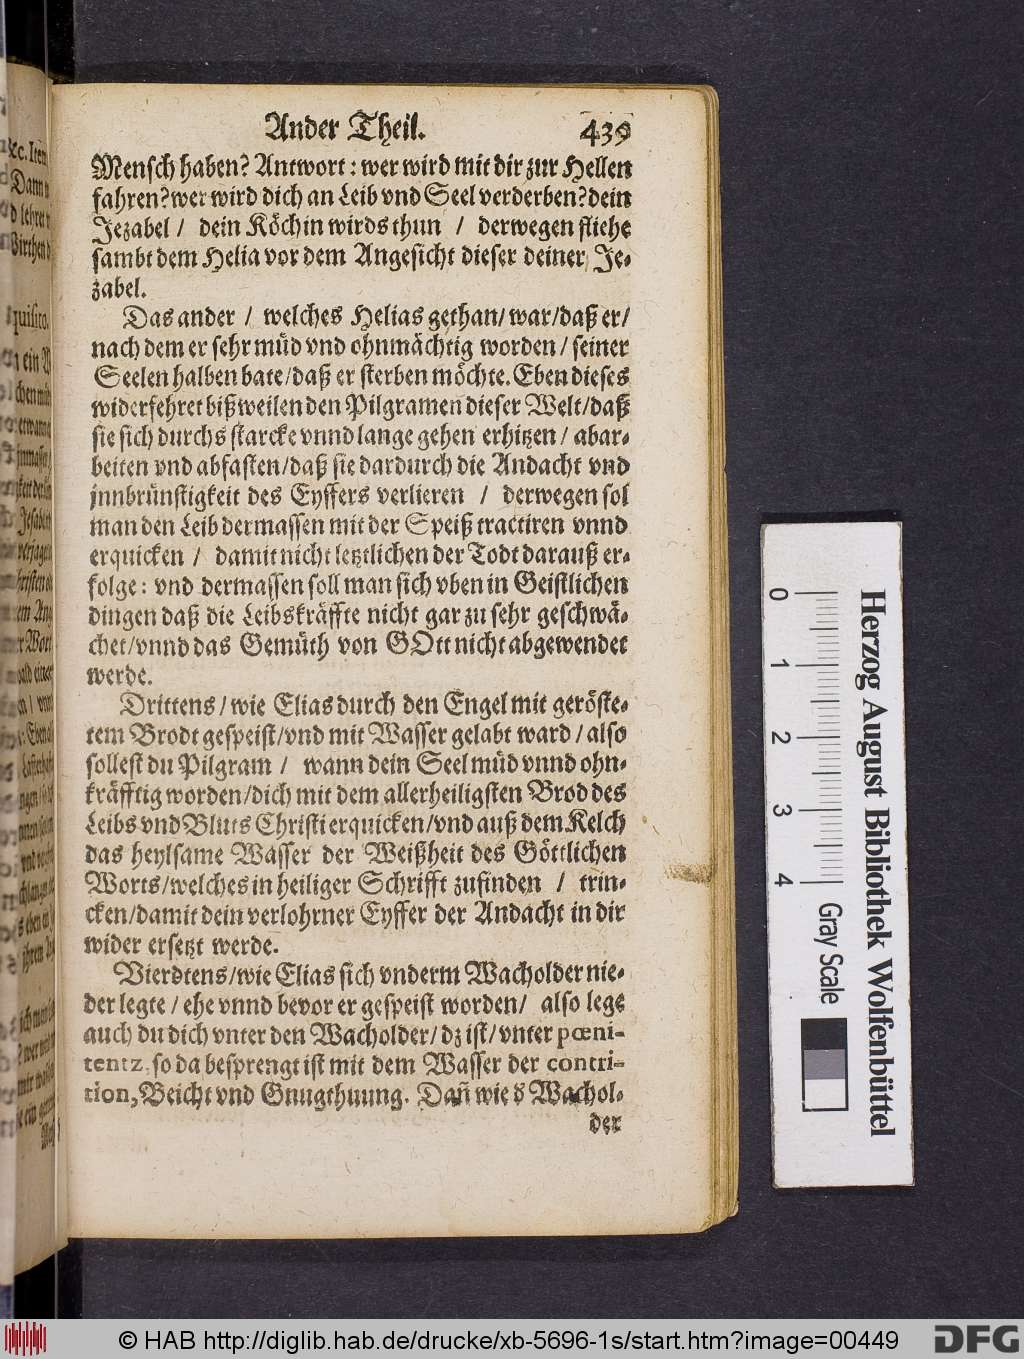 Ander Theil. 439
Mensch haben? Antwort: wer wird mit dir zur Hellen
fahren? wer wird dich an Leib vnd Seel verderben? dein
Jezabel / dein Köchin wirds thun / derwegen fliehe
sambt dem Helia vor dem Angesicht dieser deiner Je-
zabel.
Das ander / welches Helias gethan/ war/ daß er/
nach dem er sehr müd vnd ohnmächtig worden / seiner
Seelen halben bate/ daß er sterben möchte. Eben dieses
widerfehret bißweilen den Pilgramen dieser Welt/ daß
sie sich durchs starcke vnnd lange gehen erhitzen / abar-
beiten vnd abfasten/ daß sie dardurch die Andacht vnd
jnnbrünstigkeit des Eyffers verlieren / derwegen sol
man den Leib dermassen mit der Speiß tractiren vnnd
erquicken / damit nicht letztlichen der Todt darauß er-
folge: vnd dermassen soll man sich vben in Geistlichen
dingen daß die Leibskräffte nicht gar zu sehr geschwä-
chet/ vnnd das Gemüth von GOtt nicht abgewendet
werde.
Drittens / wie Elias durch den Engel mit geröste-
tem Brodt gespeist/ vnd mit Wasser gelabt ward / also
sollest du Pilgram / wann dein Seel müd vnnd ohn-
kräfftig worden/ dich mit dem allerheiligsten Brod des
Leibs vnd Bluts Christi erquicken/ vnd auß dem Kelch
das heylsame Wasser der Weißheit des Göttlichen
Worts/ welches in heiliger Schrifft zufinden / trin-
cken/ damit dein verlohrner Eyffer der Andacht in dir
wider ersetzt werde.
Vierdtens/ wie Elias sich vnderm Wacholder nie-
der legte / ehe vnnd bevor er gespeist worden/ also lege
auch du dich vnter den Wacholder/ dz ist/ vnter pœni-
tentz, so da besprengt ist mit dem Wasser der contri-
tion, Beicht vnd Gnugthuung. Dañ wie d̕ Wachol-
der
Herzog August Bibliothek Wolfenbüttel
0 1 2 3 4 Gray Scale
© HAB http://diglib.hab.de/drucke/xb-5696-1s/start.htm?image=00449
DFG